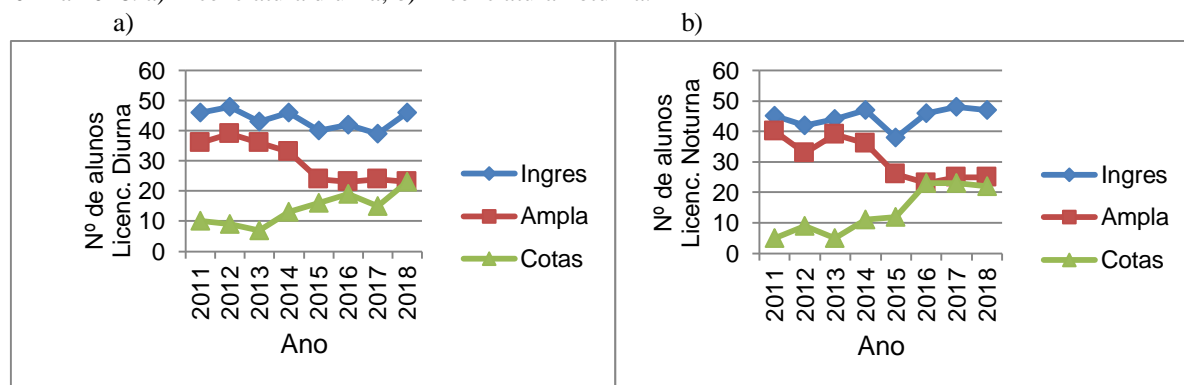 a)
b)
60
50
40
30
20
10
0
Nº de alunos
Licenc. Diurna
2011
2012
2013
2014
2015
2016
2017
2018
Ano
Ingres
Ampla
Cotas
60
50
40
30
20
10
0
Nº de alunos
Licenc. Noturna
2011
2012
2013
2014
2015
2016
2017
2018
Ano
Ingres
Ampla
Cotas